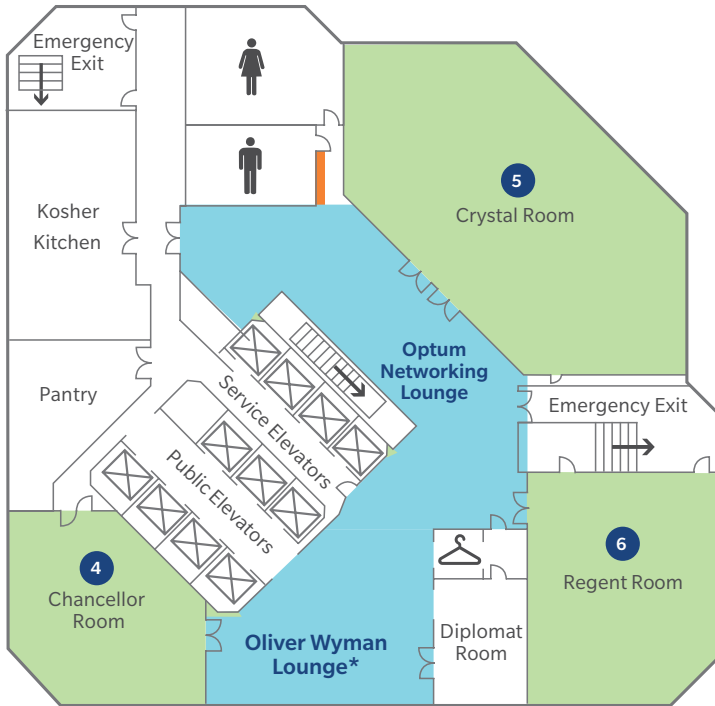 Emergency
Exit
5
Crystal Room
Kosher
Kitchen
Optum
Networking
Lounge
Pantry
Service Elevators
Emergency Exit
Public Elevators
4
Chancellor
Room
6
Regent Room
Oliver Wyman
Lounge*
Diplomat
Room